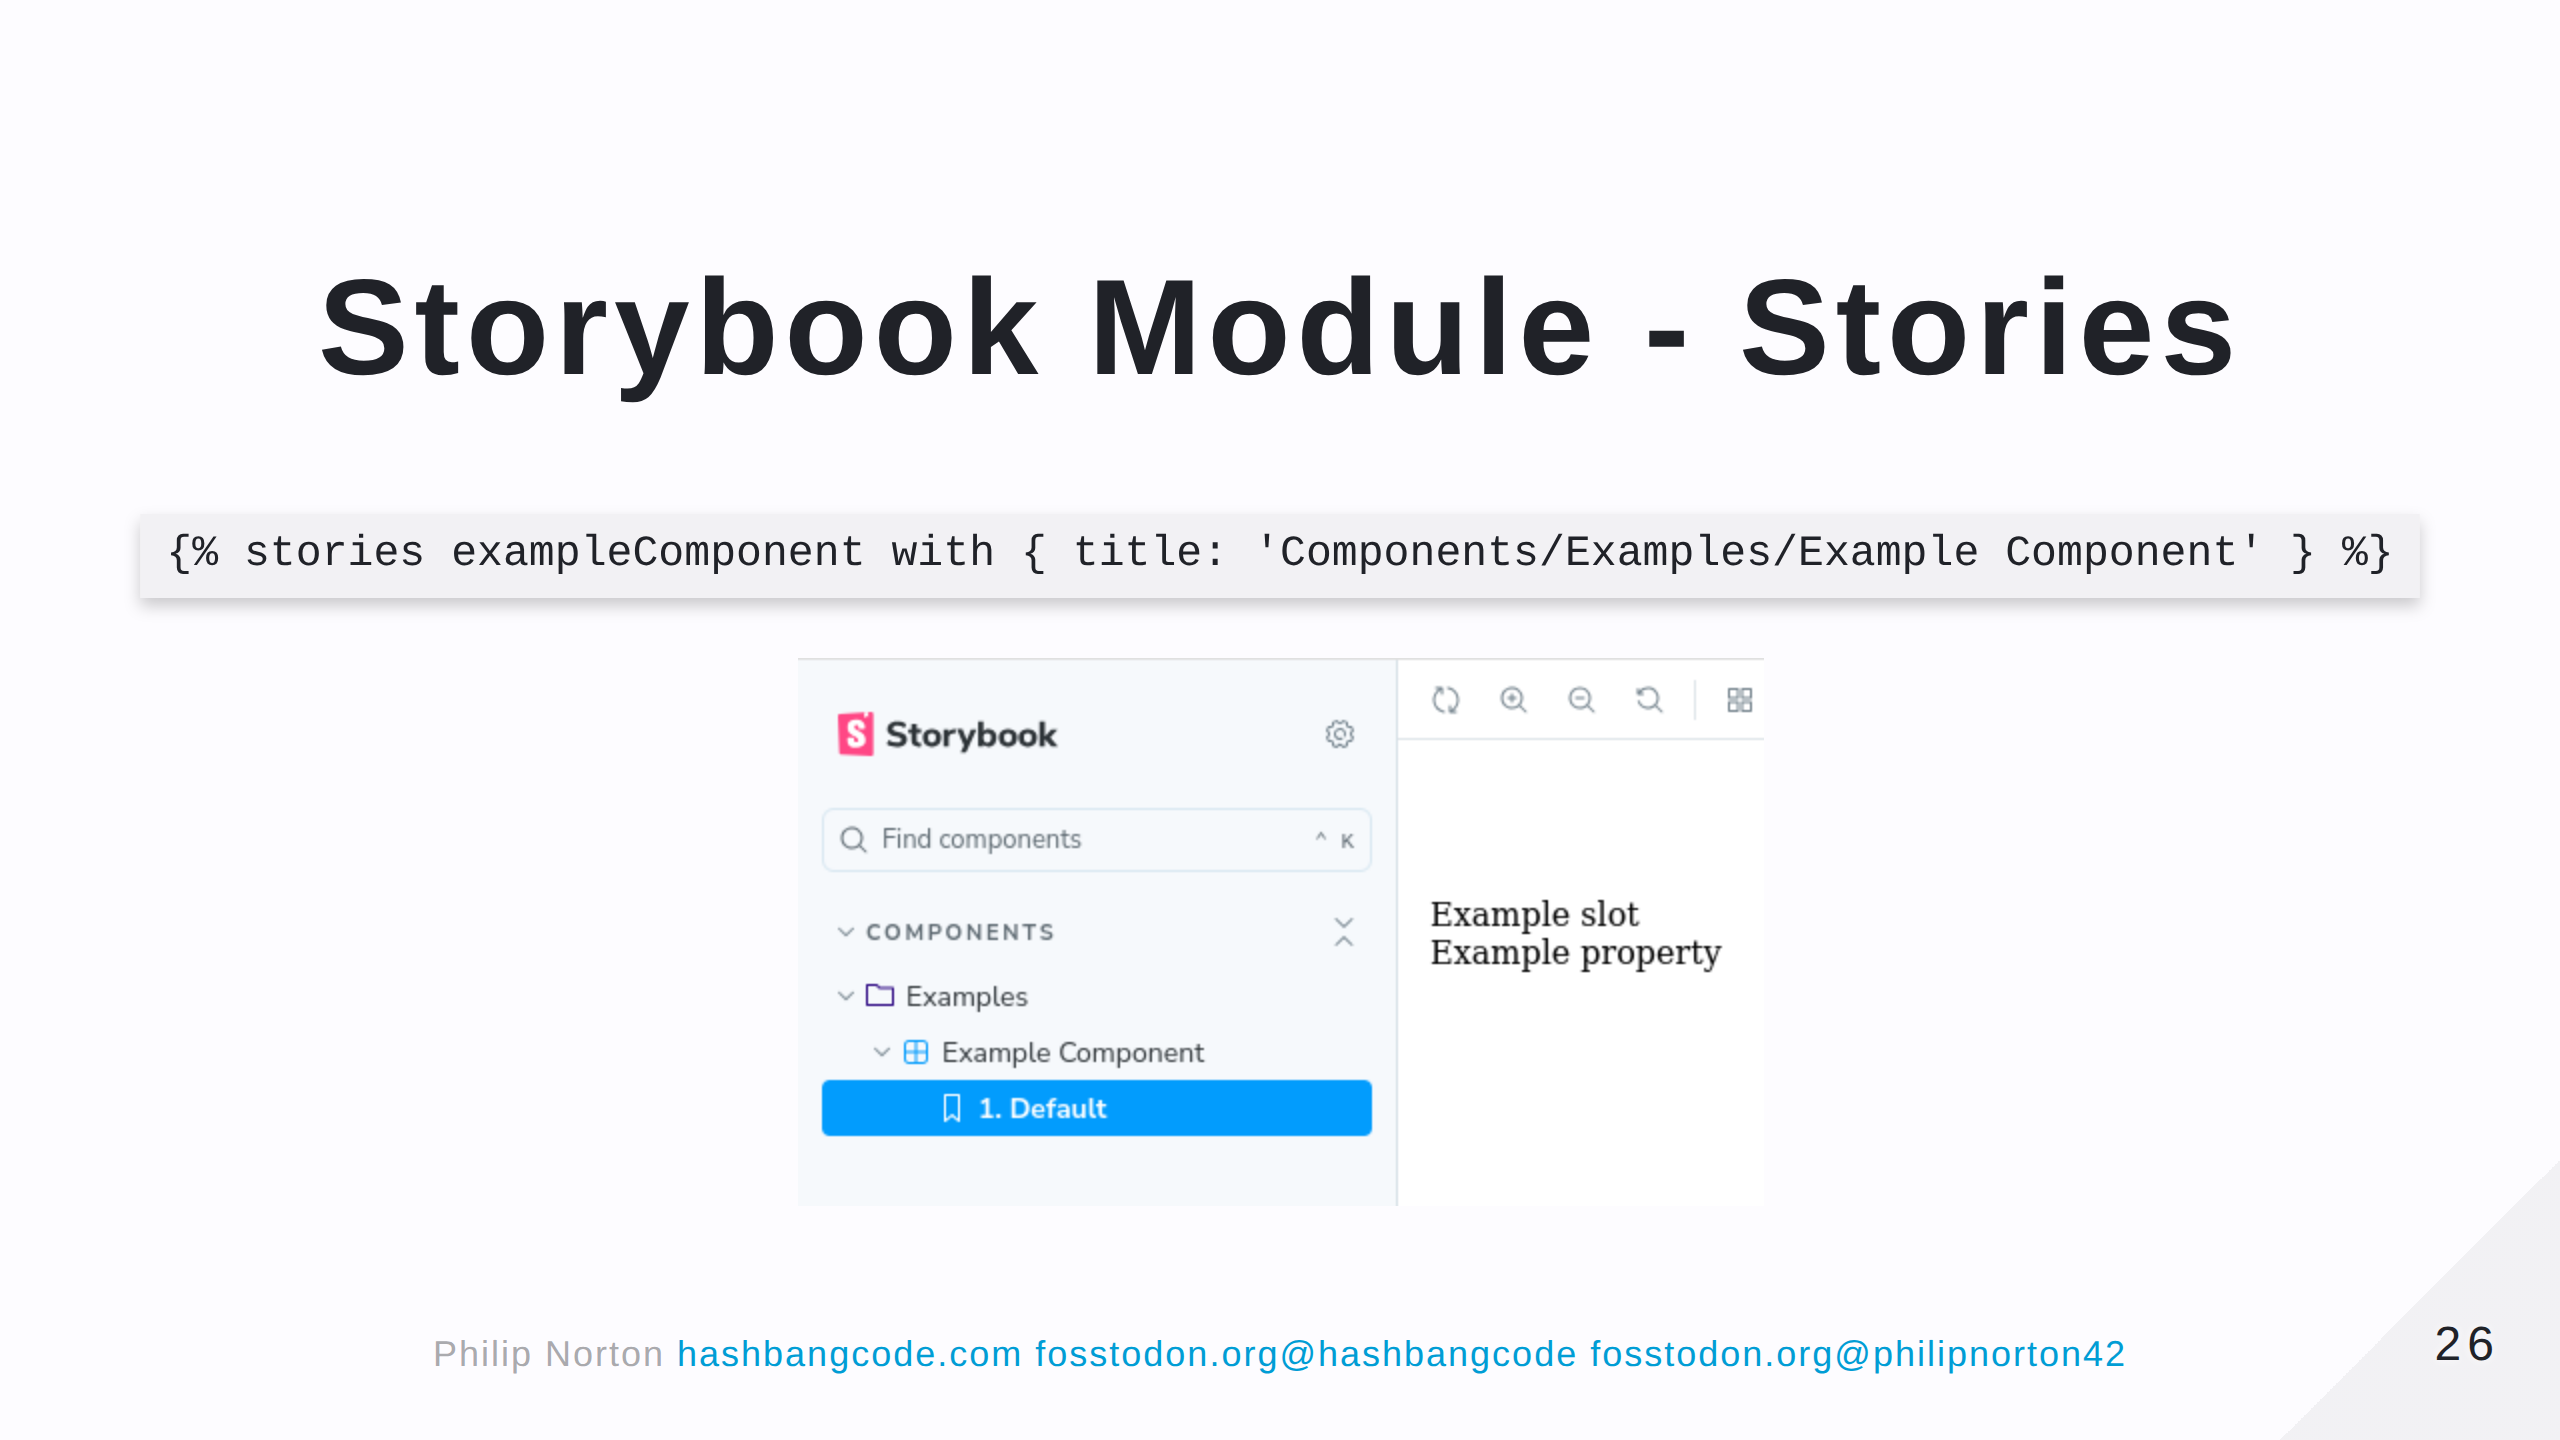 Storybook Module - Stories
{% stories exampleComponent with { title: 'Components/Examples/Example Component' } %}
Storybook
Find components ^ K
COMPONENTS
Examples
Example Component
1. Default
Example slot
Example property
Philip Norton hashbangcode.com fosstodon.org@hashbangcode fosstodon.org@philipnorton42
26